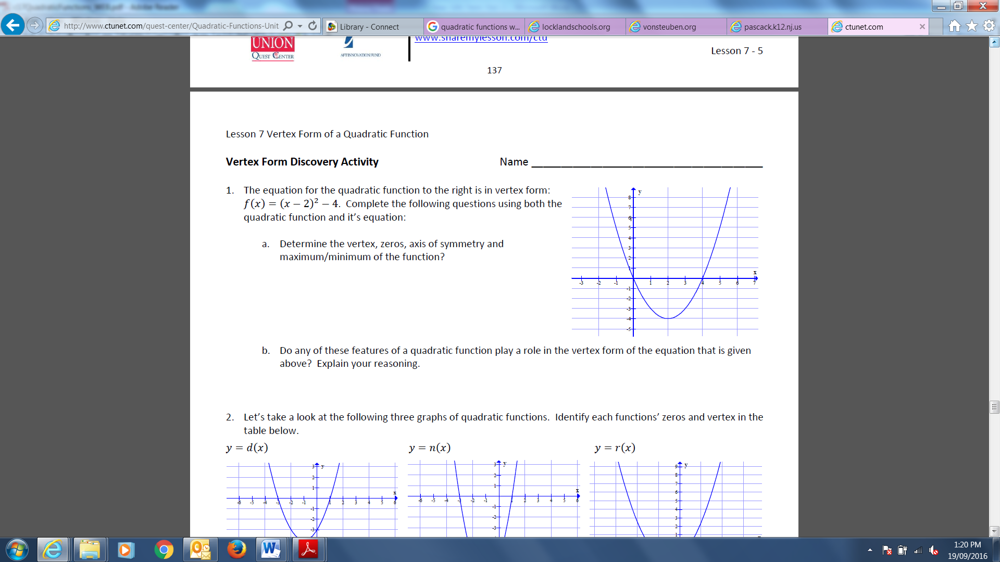 http://www.ctunet.com/quest-center/Quadratic-Functions-Unit
Library - Connect
quadratic functions w...
locklandschools.org
vonsteuben.org
pascack.k12.nj.us
ctunet.com
UNION
QUEST CENTER
AFT INNOVATION FUND
www.sharemylesson.com/ctu
Lesson 7 - 5
137
Lesson 7 Vertex Form of a Quadratic Function
Vertex Form Discovery Activity
Name
1. The equation for the quadratic function to the right is in vertex form:
f(x) = (x − 2)² − 4. Complete the following questions using both the
quadratic function and it's equation:
a. Determine the vertex, zeros, axis of symmetry and
maximum/minimum of the function?
y
8
7
6
5
4
3
2
1
x
-3 -2 -1 1 2 3 4 5 6 7
-1
-2
-3
-4
-5
b. Do any of these features of a quadratic function play a role in the vertex form of the equation that is given
above? Explain your reasoning.
2. Let's take a look at the following three graphs of quadratic functions. Identify each functions' zeros and vertex in the
table below.
y = d(x)
y = n(x)
y = r(x)
3 y
2
1
x
-6 -5 -4 -3 -2 -1 1 2 3 4 5 6
-1
-2
-3
3 y
2
1
x
-6 -5 -4 -3 -2 -1 1 2 3 4 5 6
-1
-2
-3
9 y
8
7
6
5
4
3
2
1
1:20 PM
19/09/2016